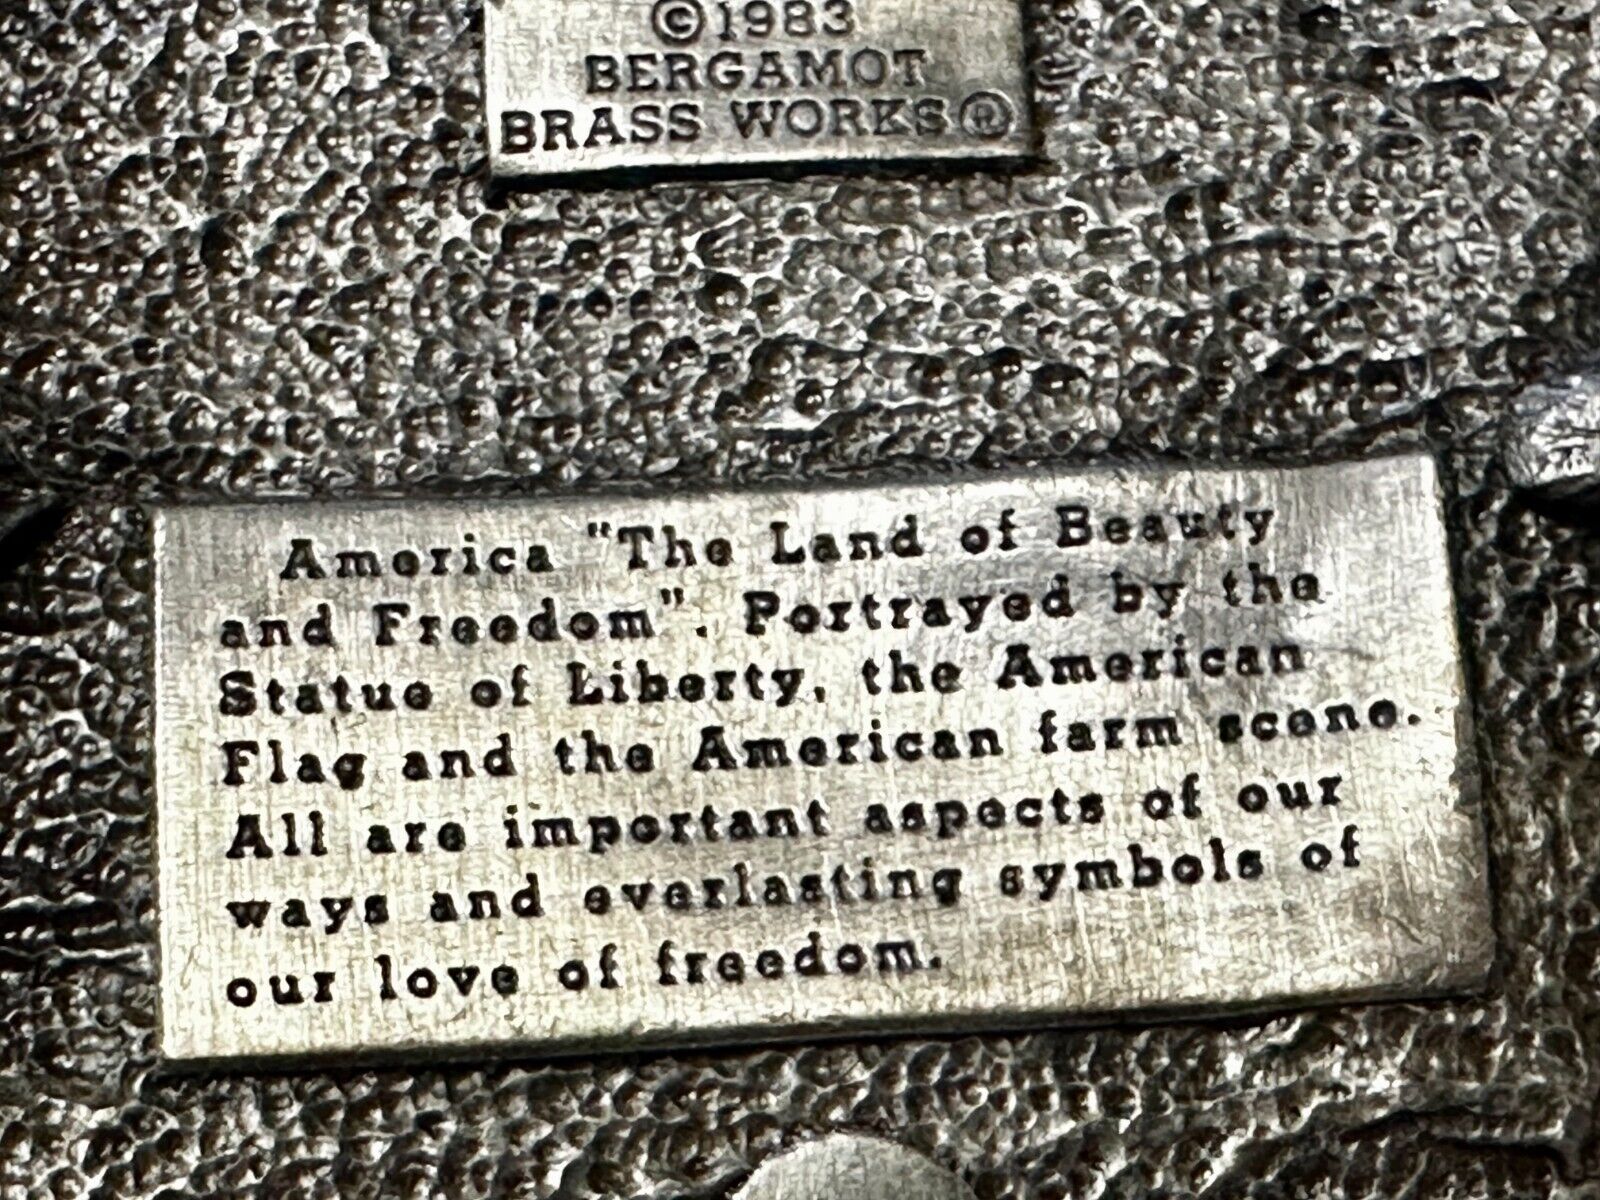 ©1983
BERGAMOT
BRASS WORKS®
America "The Land of Beauty
and Freedom". Portrayed by the
Statue of Liberty, the American
Flag and the American farm scene.
All are important aspects of our
ways and everlasting symbols of
our love of freedom.